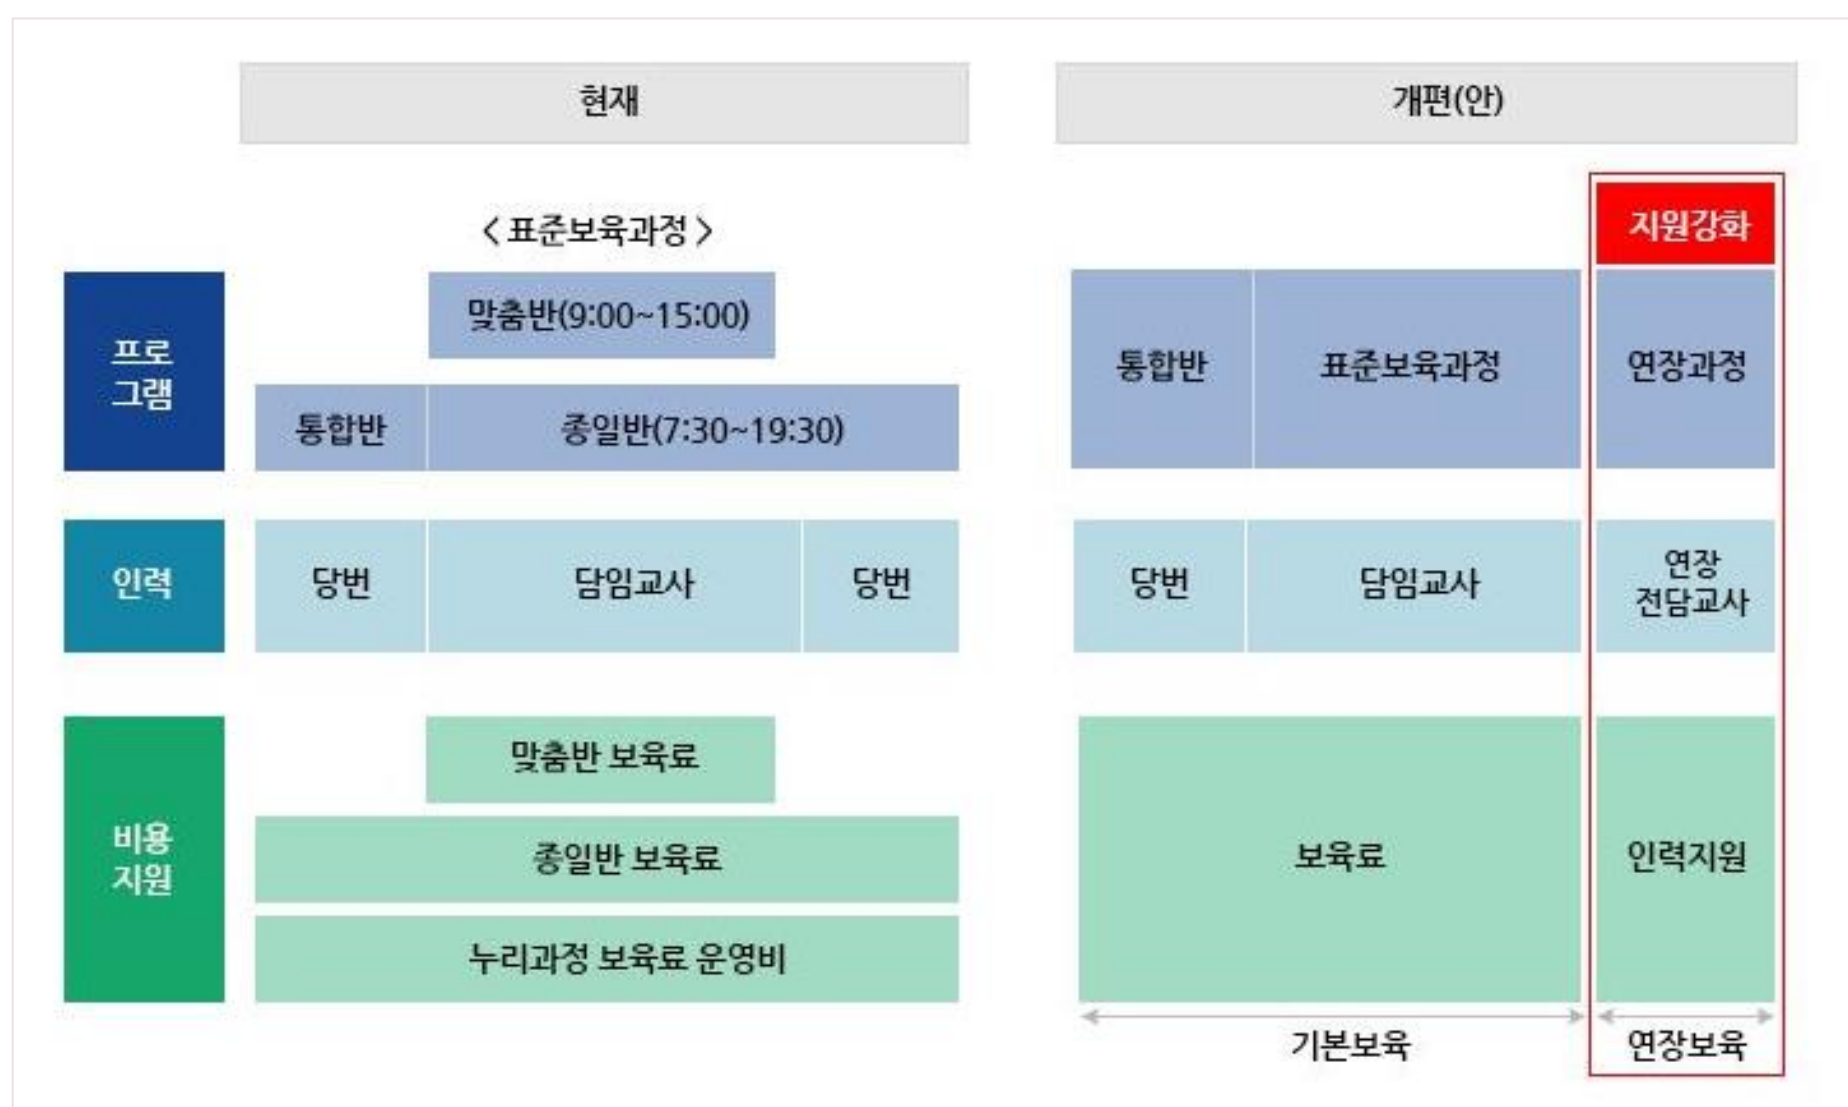 현재
개편(안)
< 표준보육과정 >
지원강화
프로
그램
맞춤반(9:00~15:00)
통합반
종일반(7:30~19:30)
통합반
표준보육과정
연장과정
인력
당번
담임교사
당번
당번
담임교사
연장
전담교사
비용
지원
맞춤반 보육료
종일반 보육료
누리과정 보육료 운영비
보육료
인력지원
기본보육
연장보육